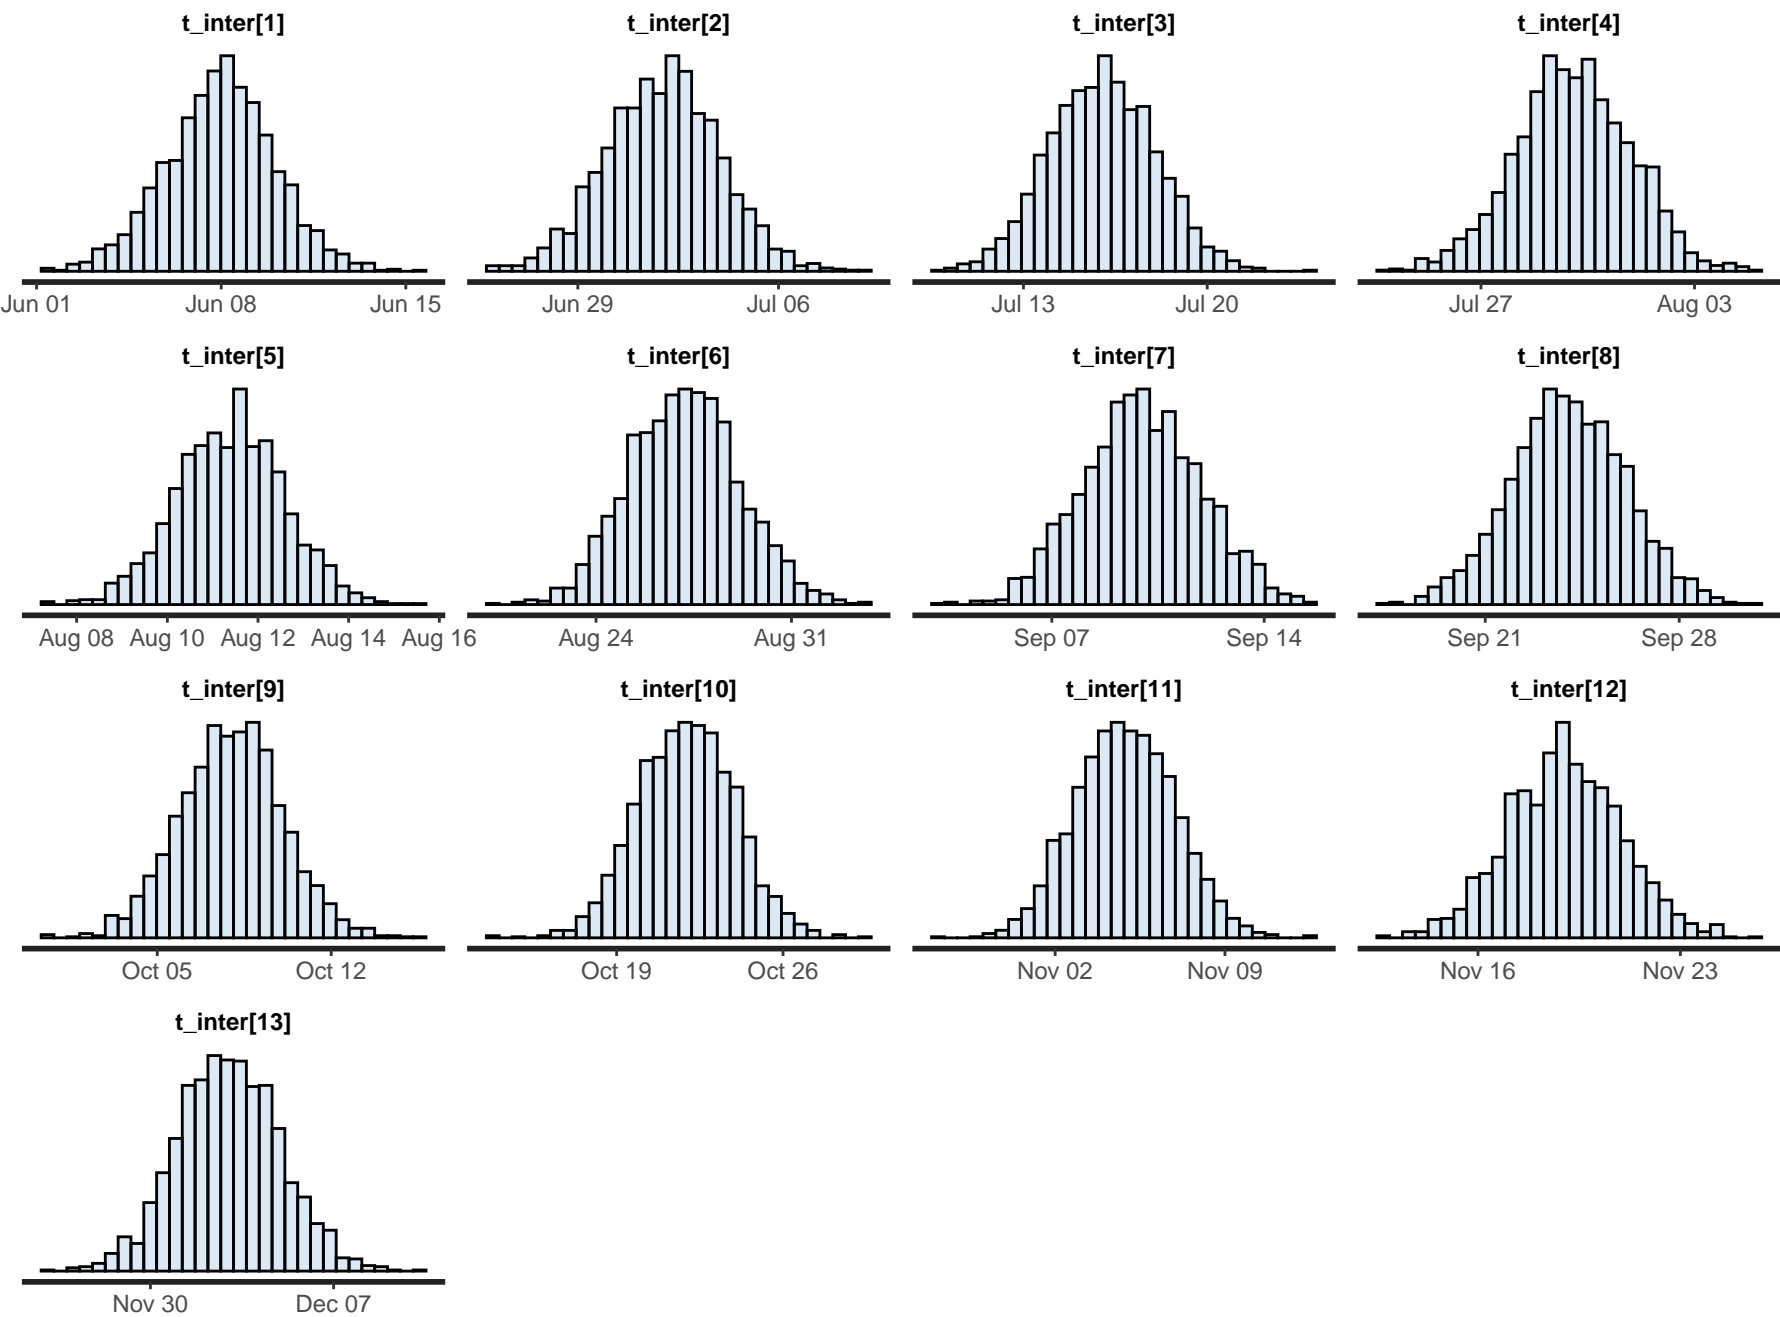 t_inter[1] t_inter[2] t_inter[3] t_inter[4]
Jun 01 Jun 08 Jun 15 Jun 29 Jul 06 Jul 13 Jul 20 Jul 27 Aug 03
t_inter[5] t_inter[6] t_inter[7] t_inter[8]
Aug 08 Aug 10 Aug 12 Aug 14 Aug 16 Aug 24 Aug 31 Sep 07 Sep 14 Sep 21 Sep 28
t_inter[9] t_inter[10] t_inter[11] t_inter[12]
Oct 05 Oct 12 Oct 19 Oct 26 Nov 02 Nov 09 Nov 16 Nov 23
t_inter[13]
Nov 30 Dec 07